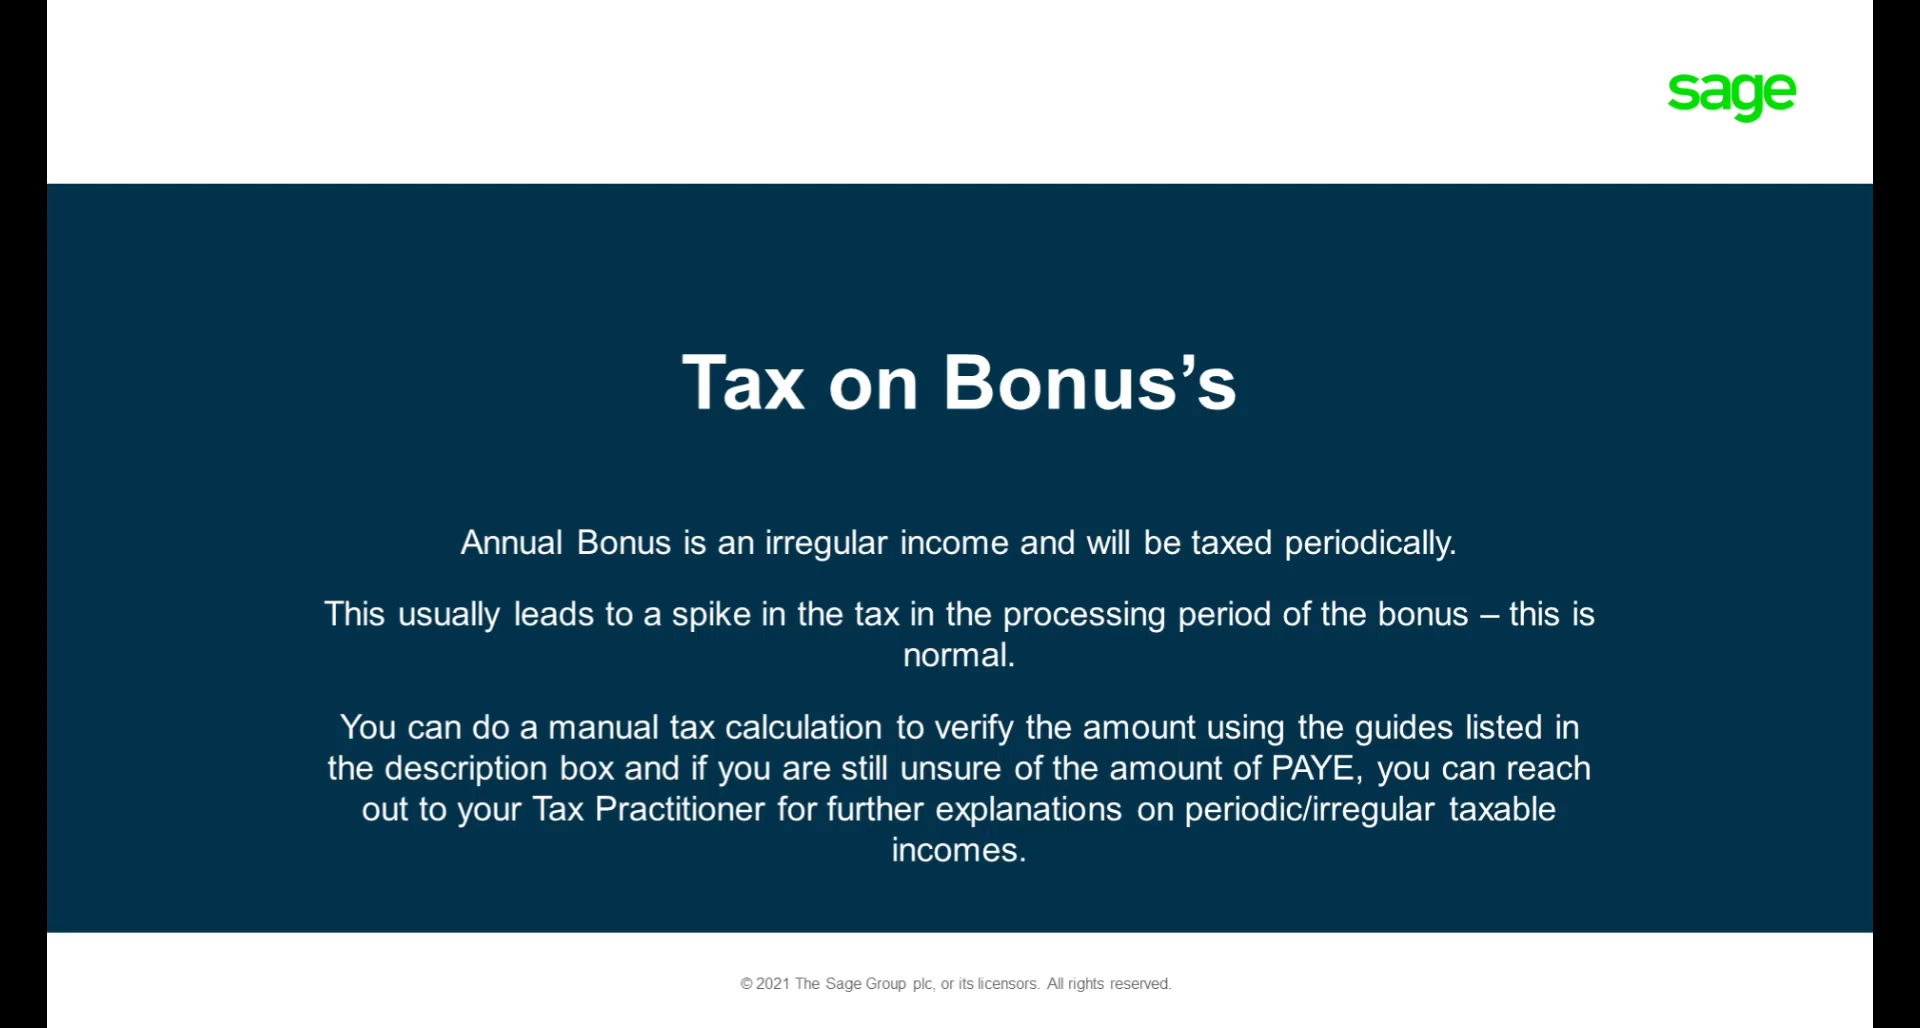 sage
Tax on Bonus’s
Annual Bonus is an irregular income and will be taxed periodically.
This usually leads to a spike in the tax in the processing period of the bonus – this is
normal.
You can do a manual tax calculation to verify the amount using the guides listed in
the description box and if you are still unsure of the amount of PAYE, you can reach
out to your Tax Practitioner for further explanations on periodic/irregular taxable
incomes.
© 2021 The Sage Group plc, or its licensors. All rights reserved.